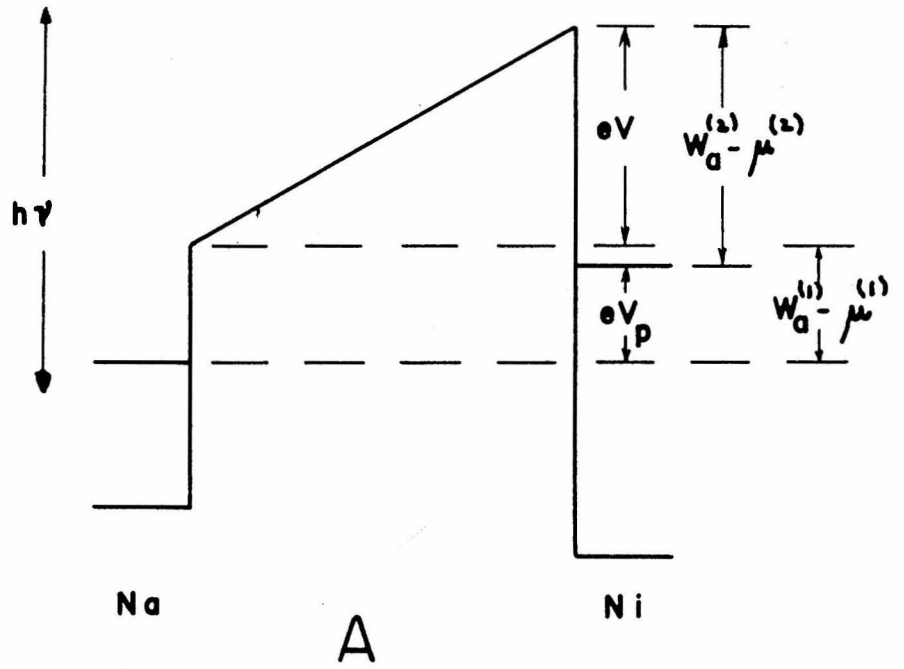 hν
eV
W_a^{(2)} - μ^{(2)}
eV_p
W_a^{(1)} - μ^{(1)}
Na
Ni
A